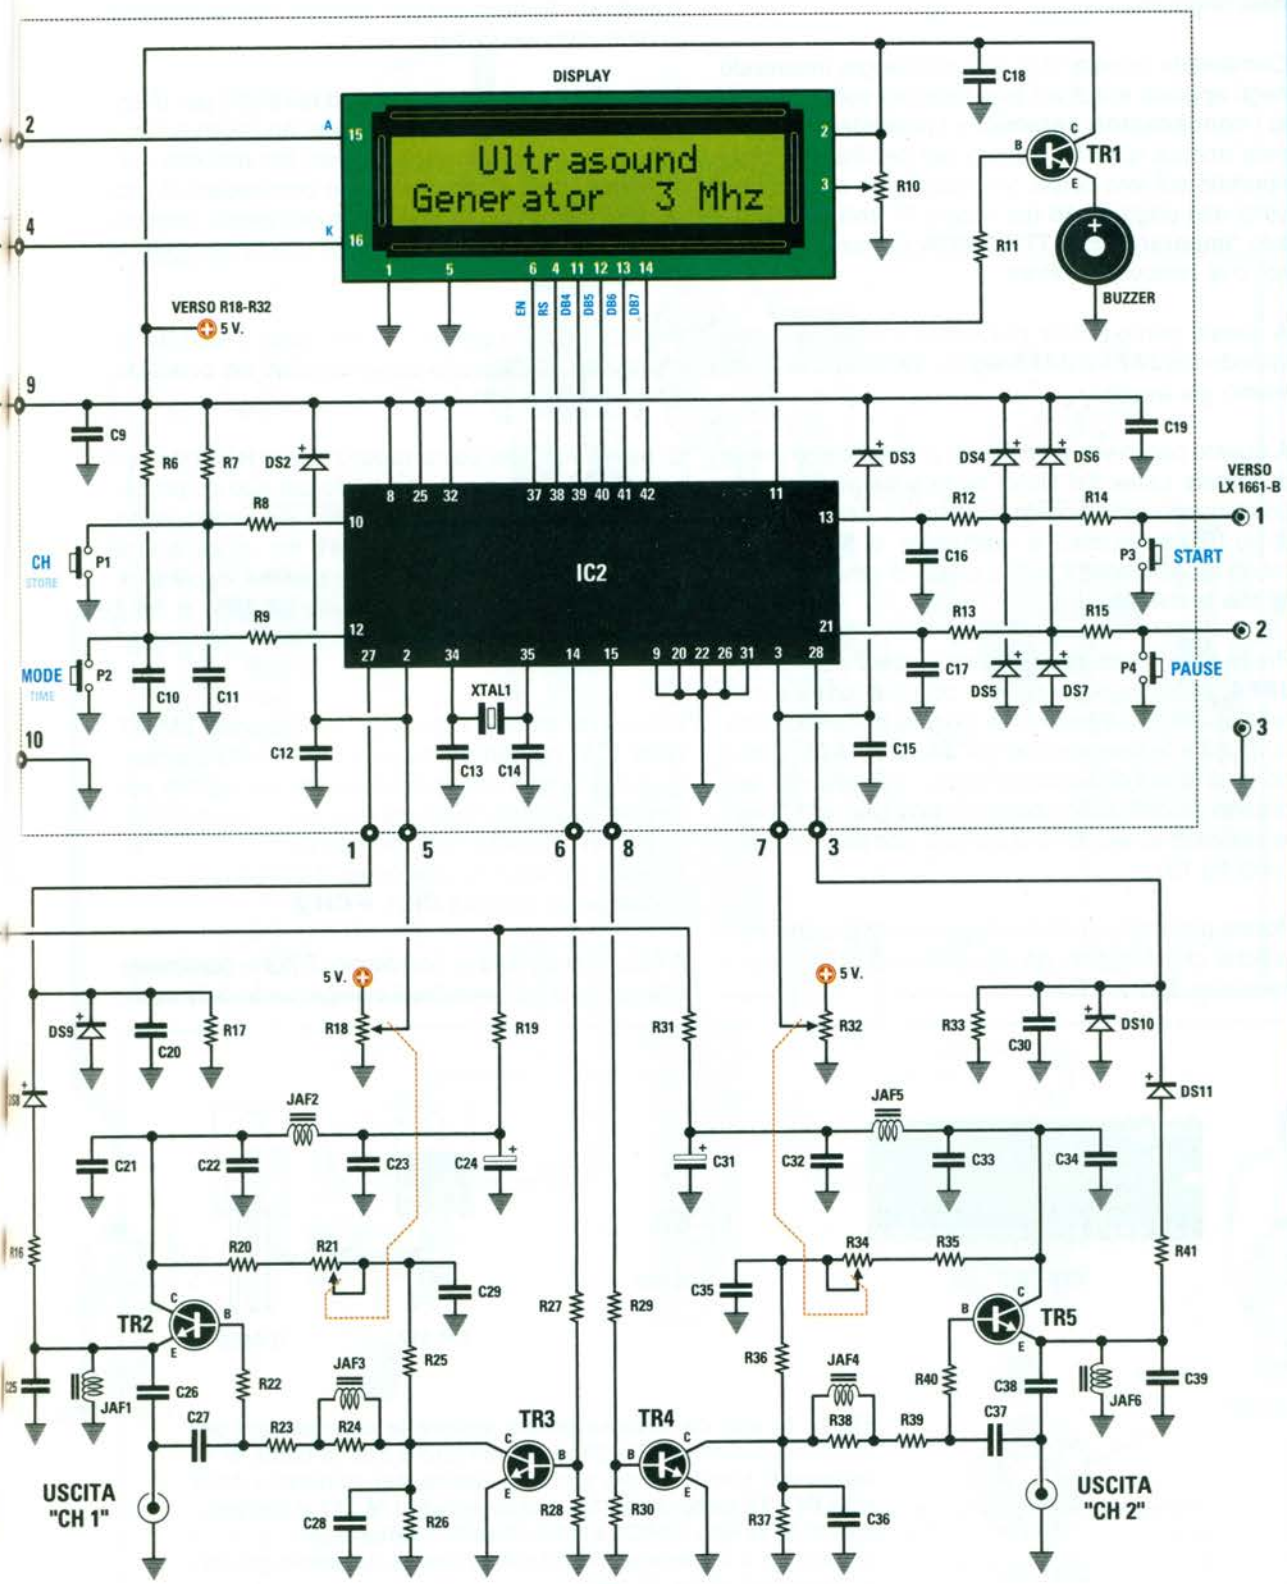 C18
DISPLAY
2
A
15
2
C
B
TR1
E
Ultrasound
Generator 3 Mhz
3
R10
4
K
16
R11
+
BUZZER
1
5
6
4
11
12
13
14
EN
RS
DB4
DB5
DB6
DB7
VERSO R18-R32
5 V.
9
C9
R6
R7
DS2
+
DS3
+
DS4
+
DS6
+
C19
VERSO
LX 1661-B
8
25
32
37
38
39
40
41
42
11
R8
10
13
R12
R14
1
CH
STORE
P1
IC2
C16
P3
START
R9
12
21
R13
R15
2
27
2
34
35
14
15
9
20
22
26
31
3
28
MODE
TIME
P2
C10
C11
XTAL1
C17
DS5
+
DS7
+
P4
PAUSE
10
C12
C13
C14
C15
3
1
5
6
8
7
3
5 V.
5 V.
DS9
+
C20
R17
R18
R19
R31
R32
R33
C30
+
DS10
+
DS11
+
JAF2
JAF5
C21
C22
C23
C24
+
+
C31
C32
C33
C34
R16
R20
R21
R34
R35
R41
C29
C35
R27
R29
C
B
TR2
E
B
C
TR5
E
R25
R36
JAF3
JAF4
JAF1
C26
R22
R40
C38
JAF6
C39
C27
R23
R24
R38
R39
C37
TR3
TR4
C
B
E
B
C
E
USCITA
"CH 1"
C28
R26
R28
R30
R37
C36
USCITA
"CH 2"